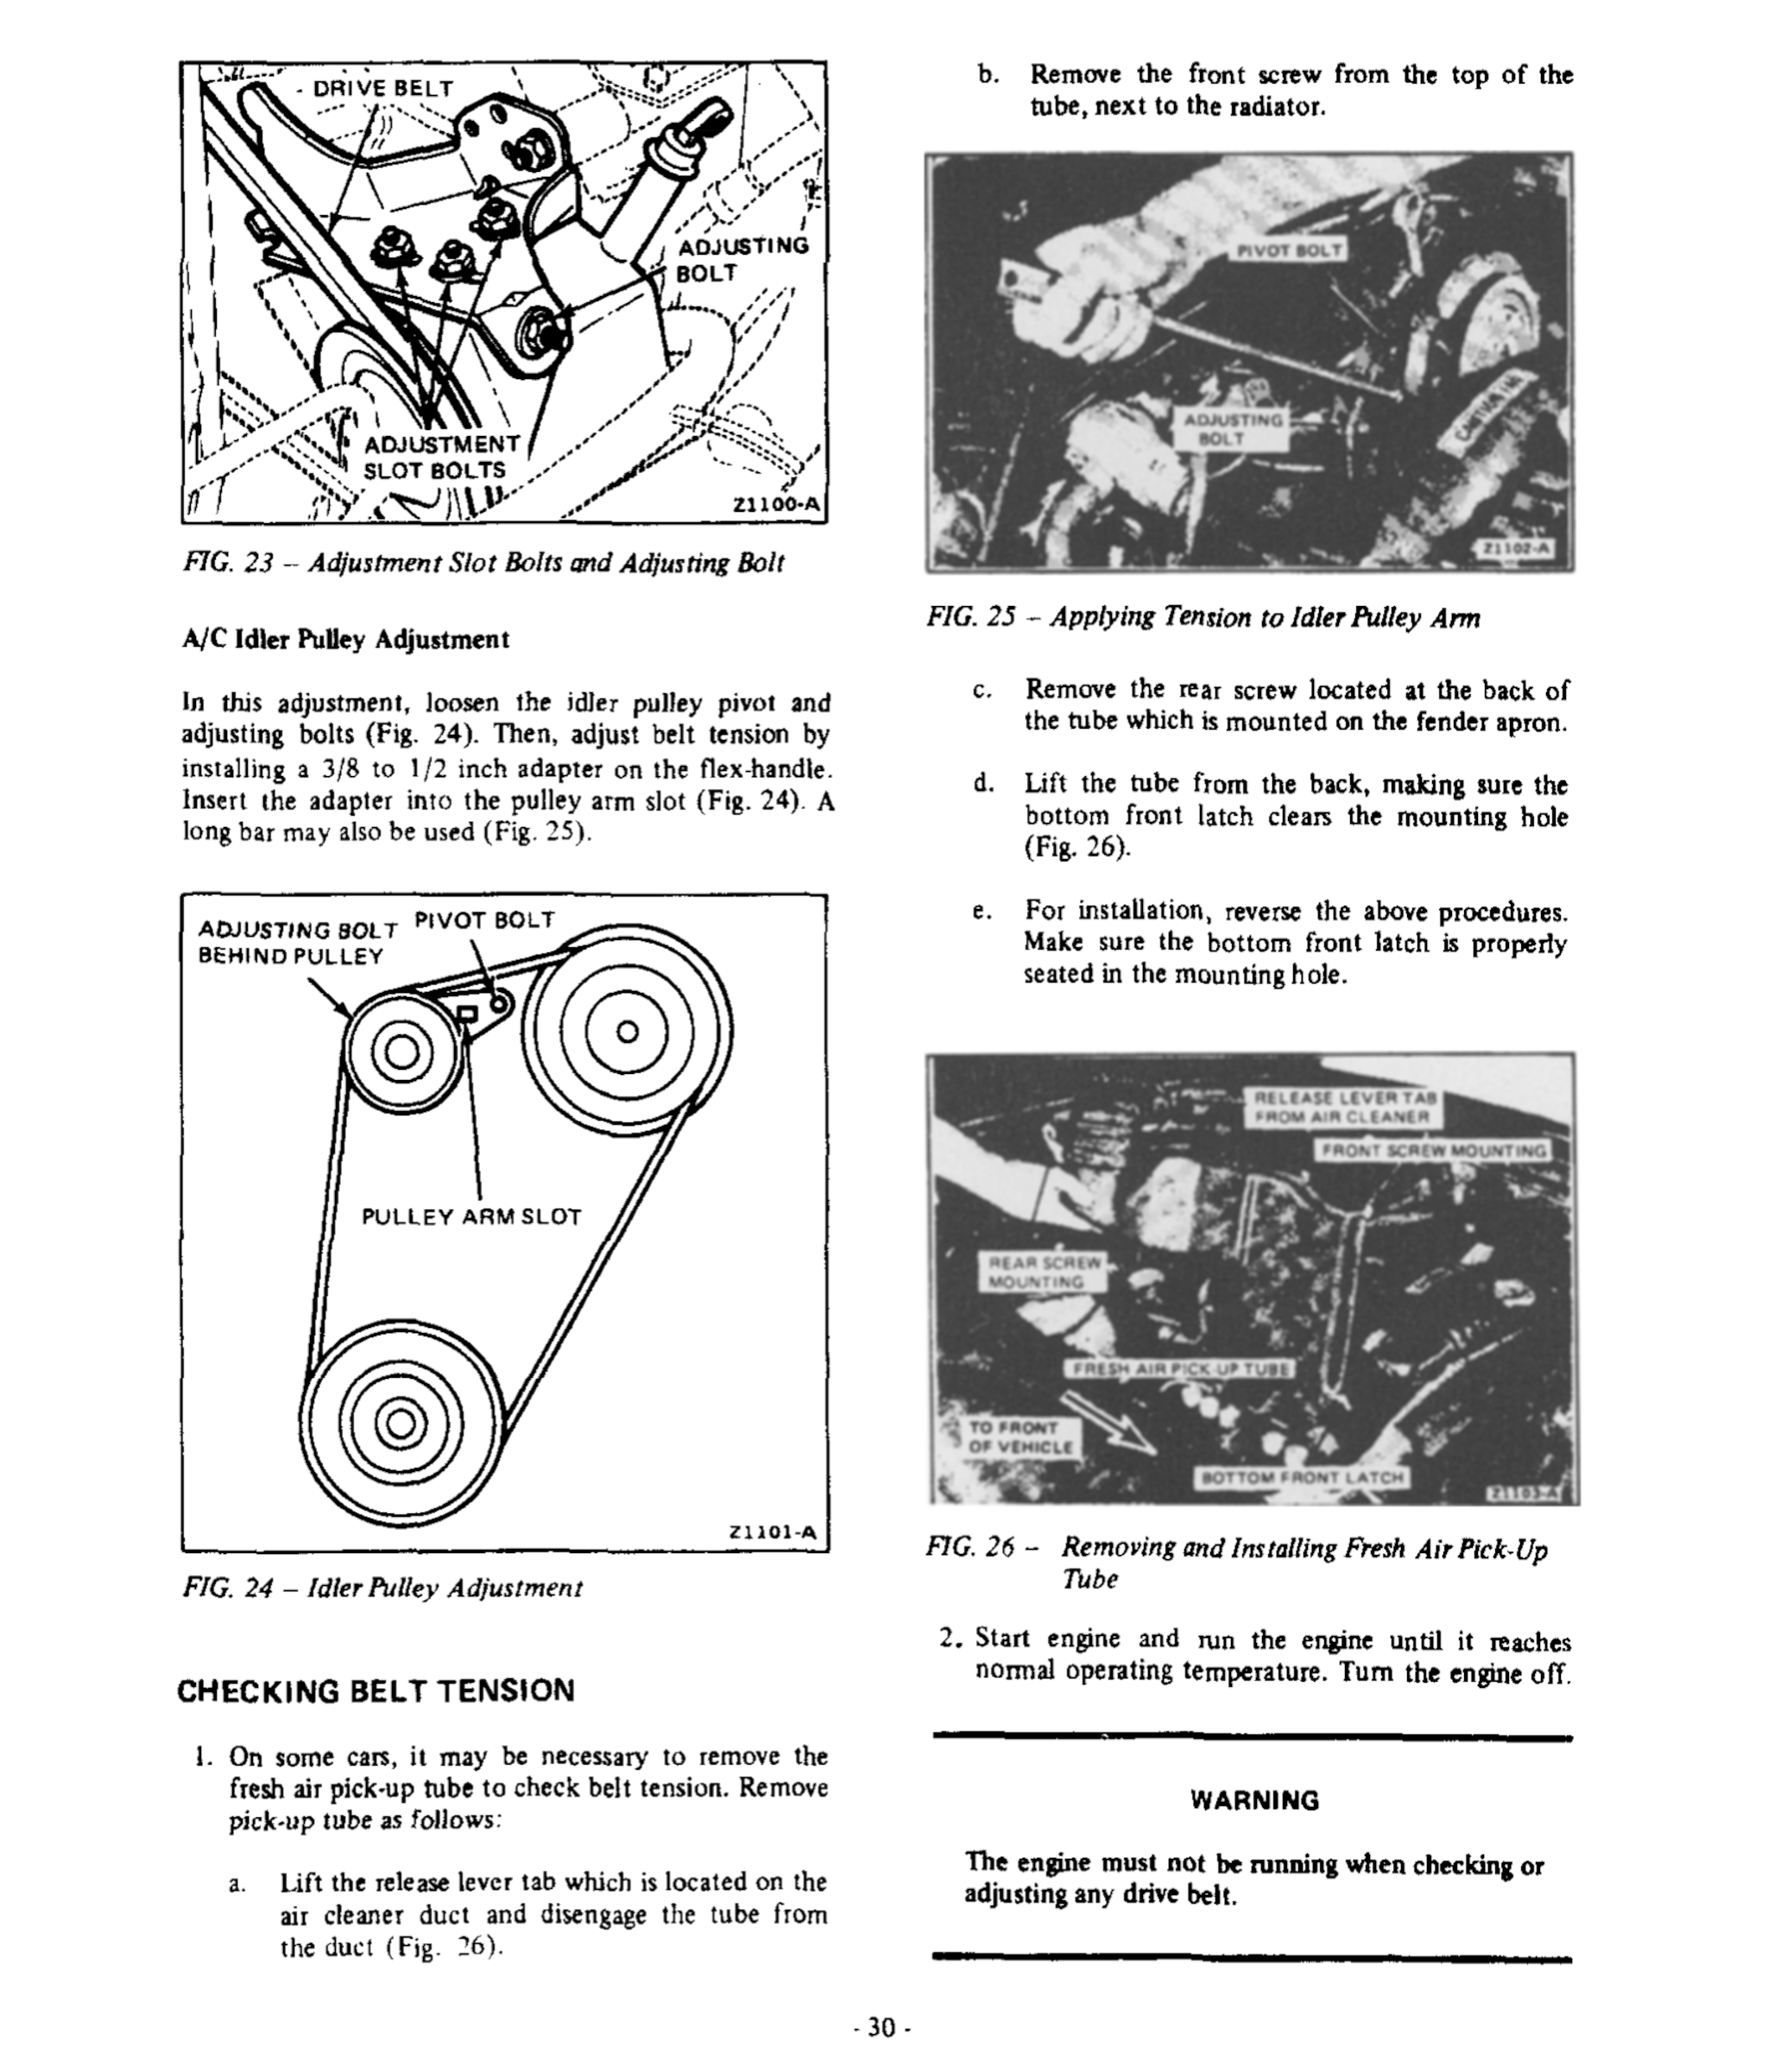 DRIVE BELT
ADJUSTING
BOLT
ADJUSTMENT
SLOT BOLTS
Z1100-A
FIG. 23 – Adjustment Slot Bolts and Adjusting Bolt
A/C Idler Pulley Adjustment
In this adjustment, loosen the idler pulley pivot and
adjusting bolts (Fig. 24). Then, adjust belt tension by
installing a 3/8 to 1/2 inch adapter on the flex-handle.
Insert the adapter into the pulley arm slot (Fig. 24). A
long bar may also be used (Fig. 25).
ADJUSTING BOLT
BEHIND PULLEY
PIVOT BOLT
PULLEY ARM SLOT
Z1101-A
FIG. 24 – Idler Pulley Adjustment
CHECKING BELT TENSION
1. On some cars, it may be necessary to remove the
fresh air pick-up tube to check belt tension. Remove
pick-up tube as follows:
a. Lift the release lever tab which is located on the
air cleaner duct and disengage the tube from
the duct (Fig. 26).
b. Remove the front screw from the top of the
tube, next to the radiator.
PIVOT BOLT
ADJUSTING
BOLT
CAUTION FAN
Z1102-A
FIG. 25 – Applying Tension to Idler Pulley Arm
c. Remove the rear screw located at the back of
the tube which is mounted on the fender apron.
d. Lift the tube from the back, making sure the
bottom front latch clears the mounting hole
(Fig. 26).
e. For installation, reverse the above procedures.
Make sure the bottom front latch is properly
seated in the mounting hole.
RELEASE LEVER TAB
FROM AIR CLEANER
FRONT SCREW MOUNTING
REAR SCREW
MOUNTING
FRESH AIR PICK-UP TUBE
TO FRONT
OF VEHICLE
BOTTOM FRONT LATCH
Z1103-A
FIG. 26 – Removing and Installing Fresh Air Pick-Up
Tube
2. Start engine and run the engine until it reaches
normal operating temperature. Turn the engine off.
WARNING
The engine must not be running when checking or
adjusting any drive belt.
- 30 -